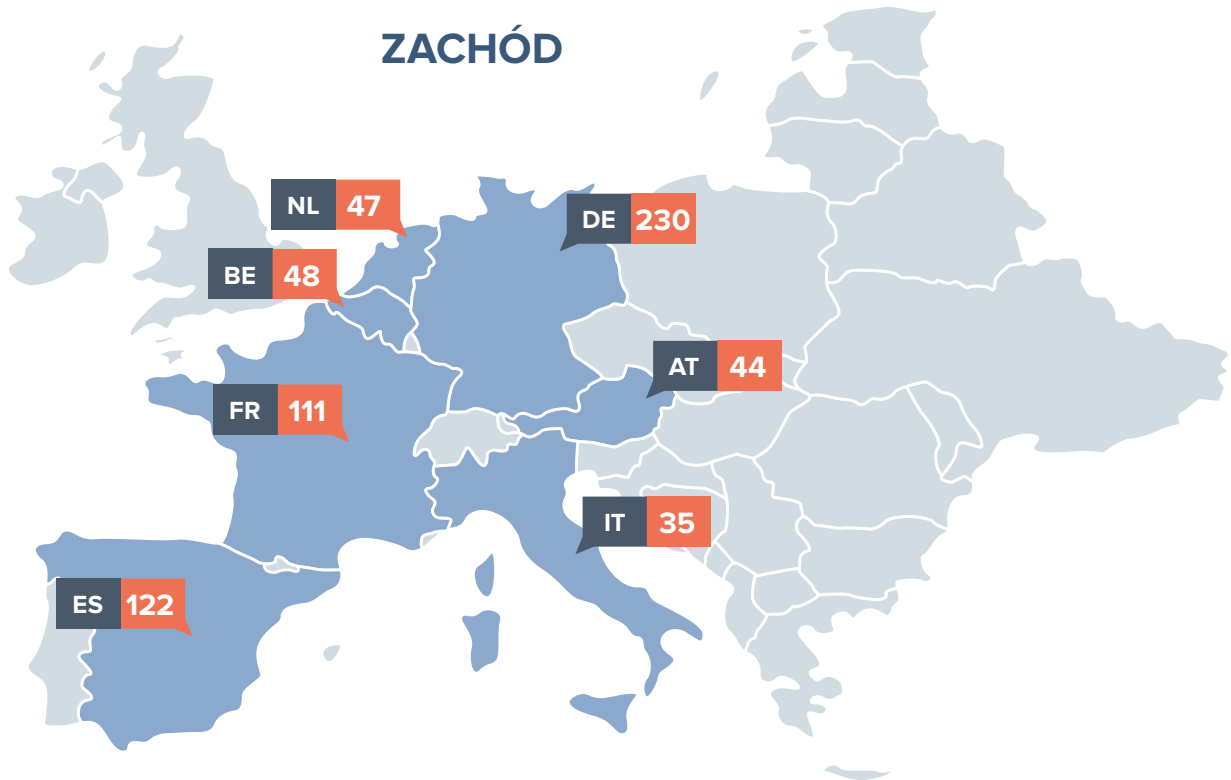 ZACHÓD
NL 47
DE 230
BE 48
AT 44
FR 111
IT 35
ES 122